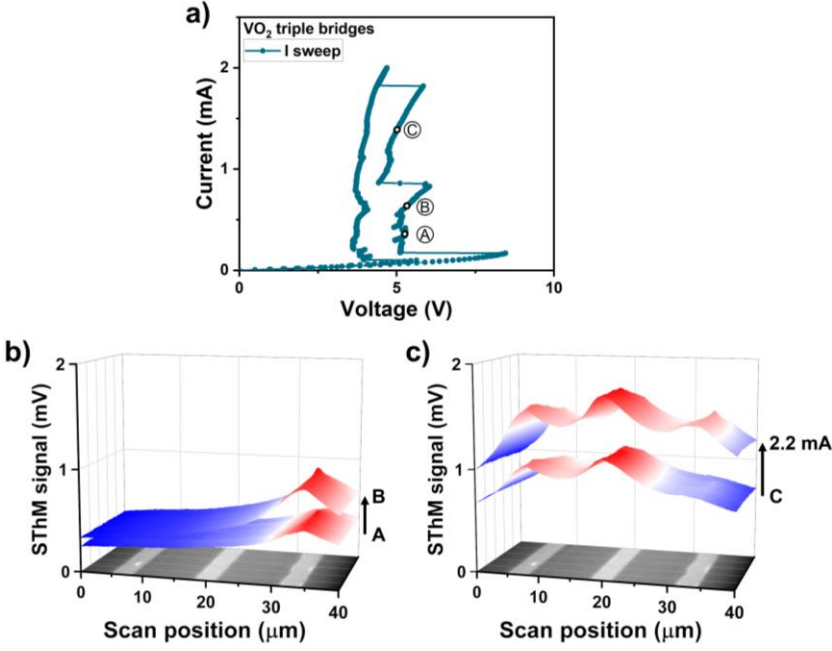 a)
VO₂ triple bridges
I sweep
2
1
0
Current (mA)
C
B
A
0 5 10
Voltage (V)
b)
2
1
0
SThM signal (mV)
B
A
0 10 20 30 40
Scan position (μm)
c)
2
1
0
SThM signal (mV)
2.2 mA
C
0 10 20 30 40
Scan position (μm)